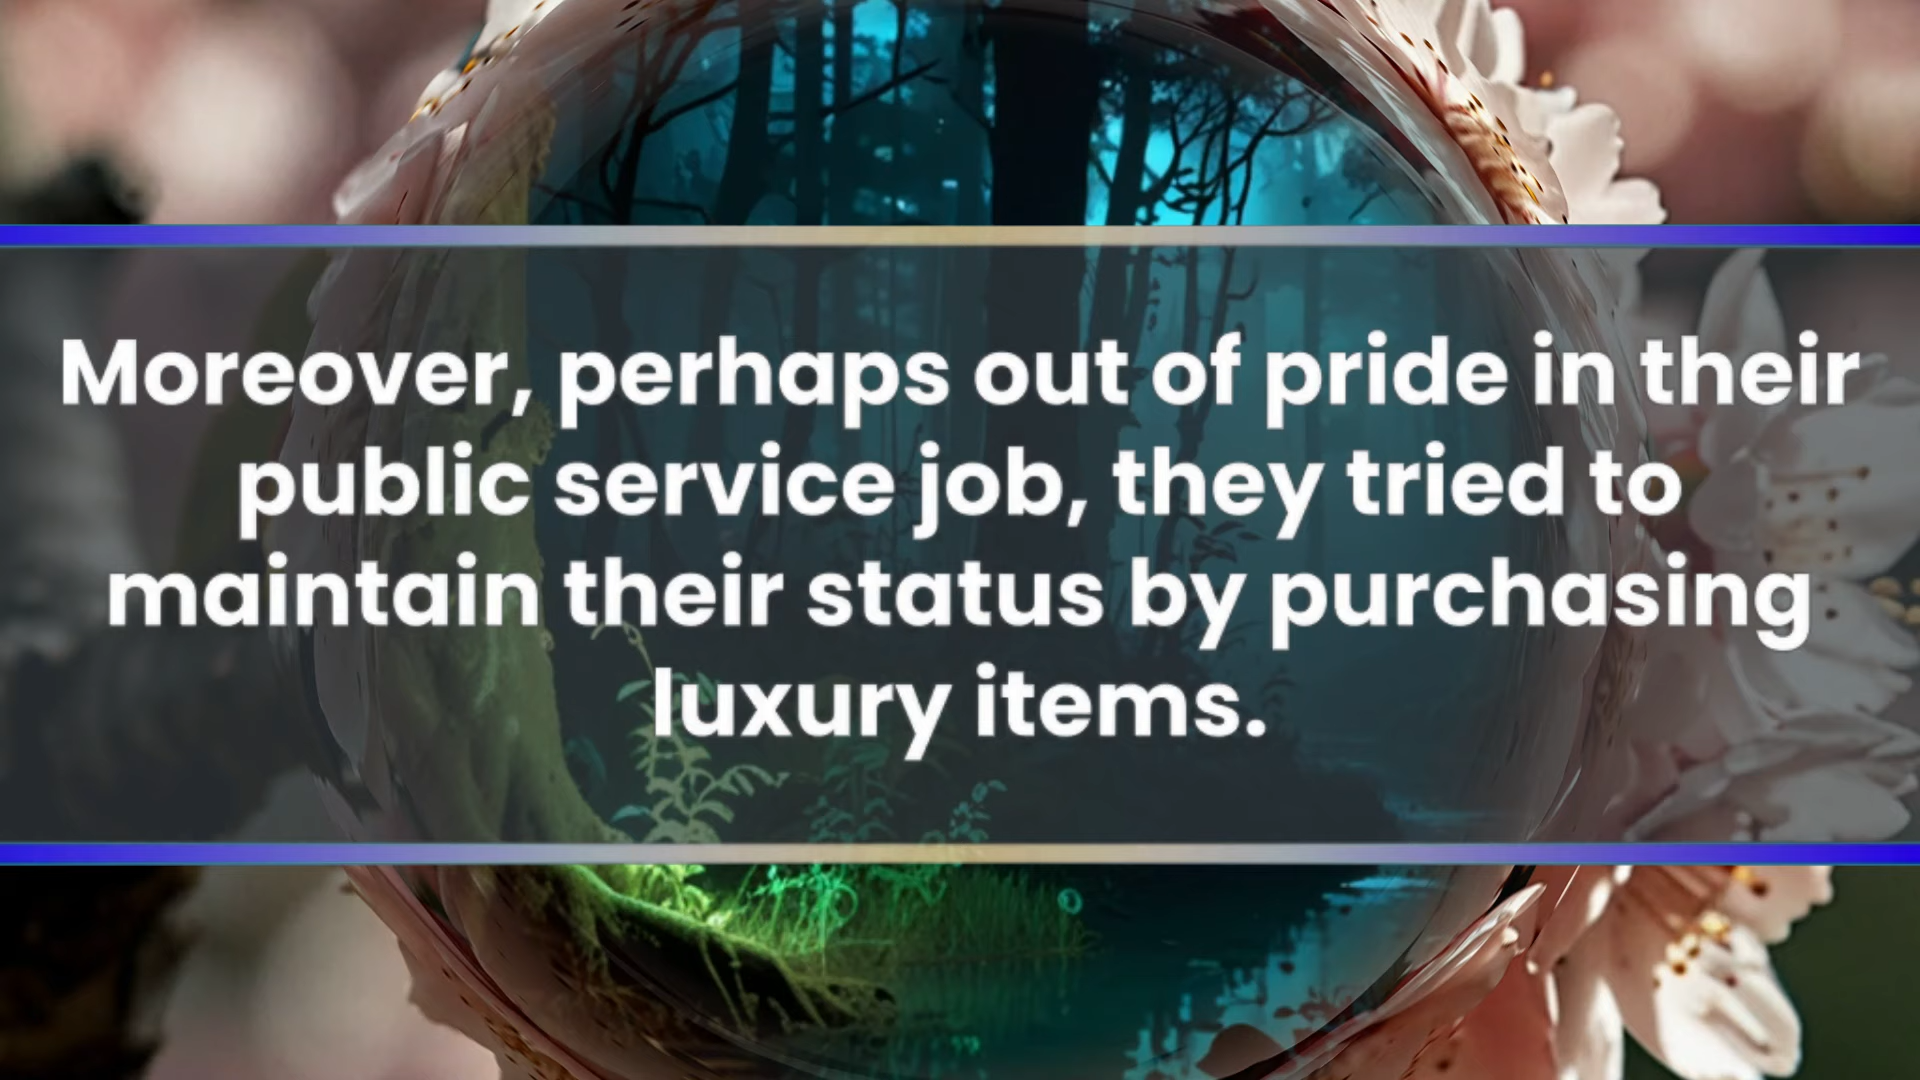 Moreover, perhaps out of pride in their
public service job, they tried to
maintain their status by purchasing
luxury items.